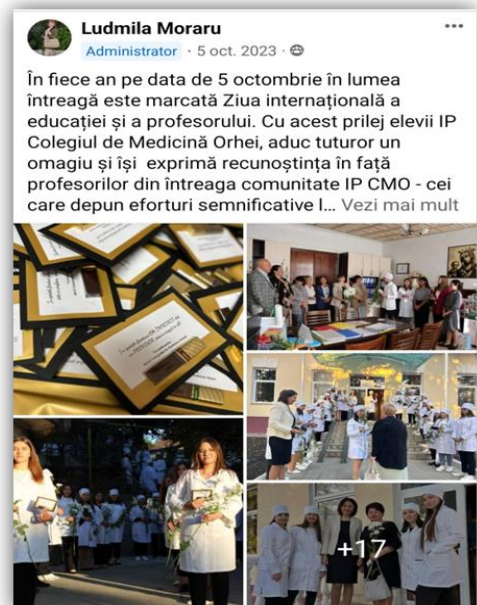 Ludmila Moraru
Administrator · 5 oct. 2023 ·
În fiece an pe data de 5 octombrie în lumea
întreagă este marcată Ziua internațională a
educației și a profesorului. Cu acest prilej elevii IP
Colegiul de Medicină Orhei, aduc tuturor un
omagiu și își exprimă recunoștința în față
profesorilor din întreaga comunitate IP CMO - cei
care depun eforturi semnificative l... Vezi mai mult
+17